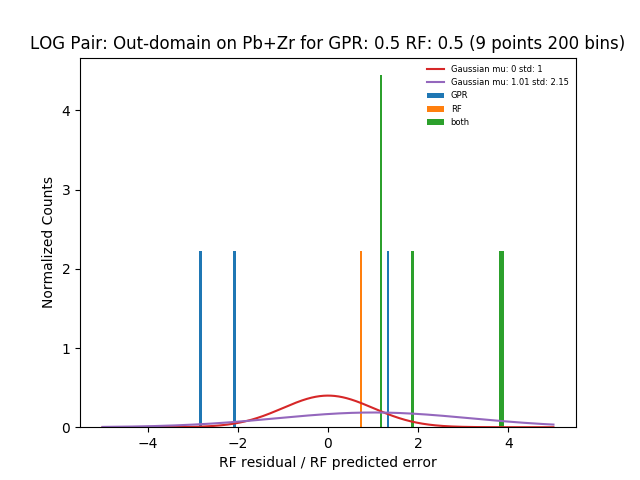 LOG Pair: Out-domain on Pb+Zr for GPR: 0.5 RF: 0.5 (9 points 200 bins)
Gaussian mu: 0 std: 1
Gaussian mu: 1.01 std: 2.15
GPR
RF
both
Normalized Counts
4
3
2
1
0
−4
−2
0
2
4
RF residual / RF predicted error